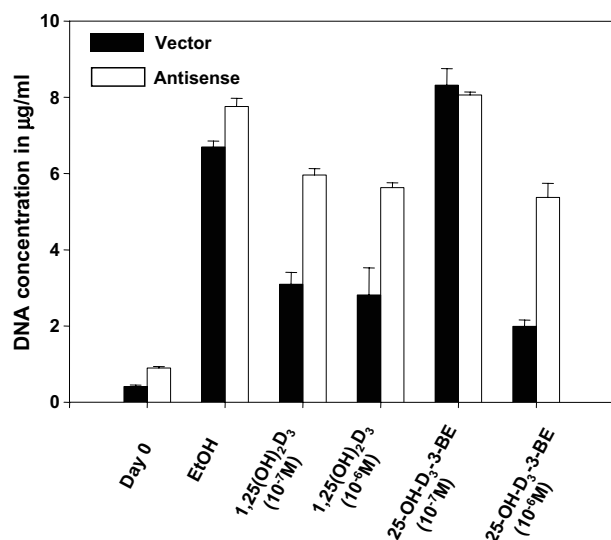 10
Vector
Antisense
8
6
4
2
0
DNA concentration in µg/ml
Day 0
EtOH
1,25(OH)₂D₃
(10⁻⁷M)
1,25(OH)₂D₃
(10⁻⁶M)
25-OH-D₃-3-BE
(10⁻⁷M)
25-OH-D₃-3-BE
(10⁻⁶M)